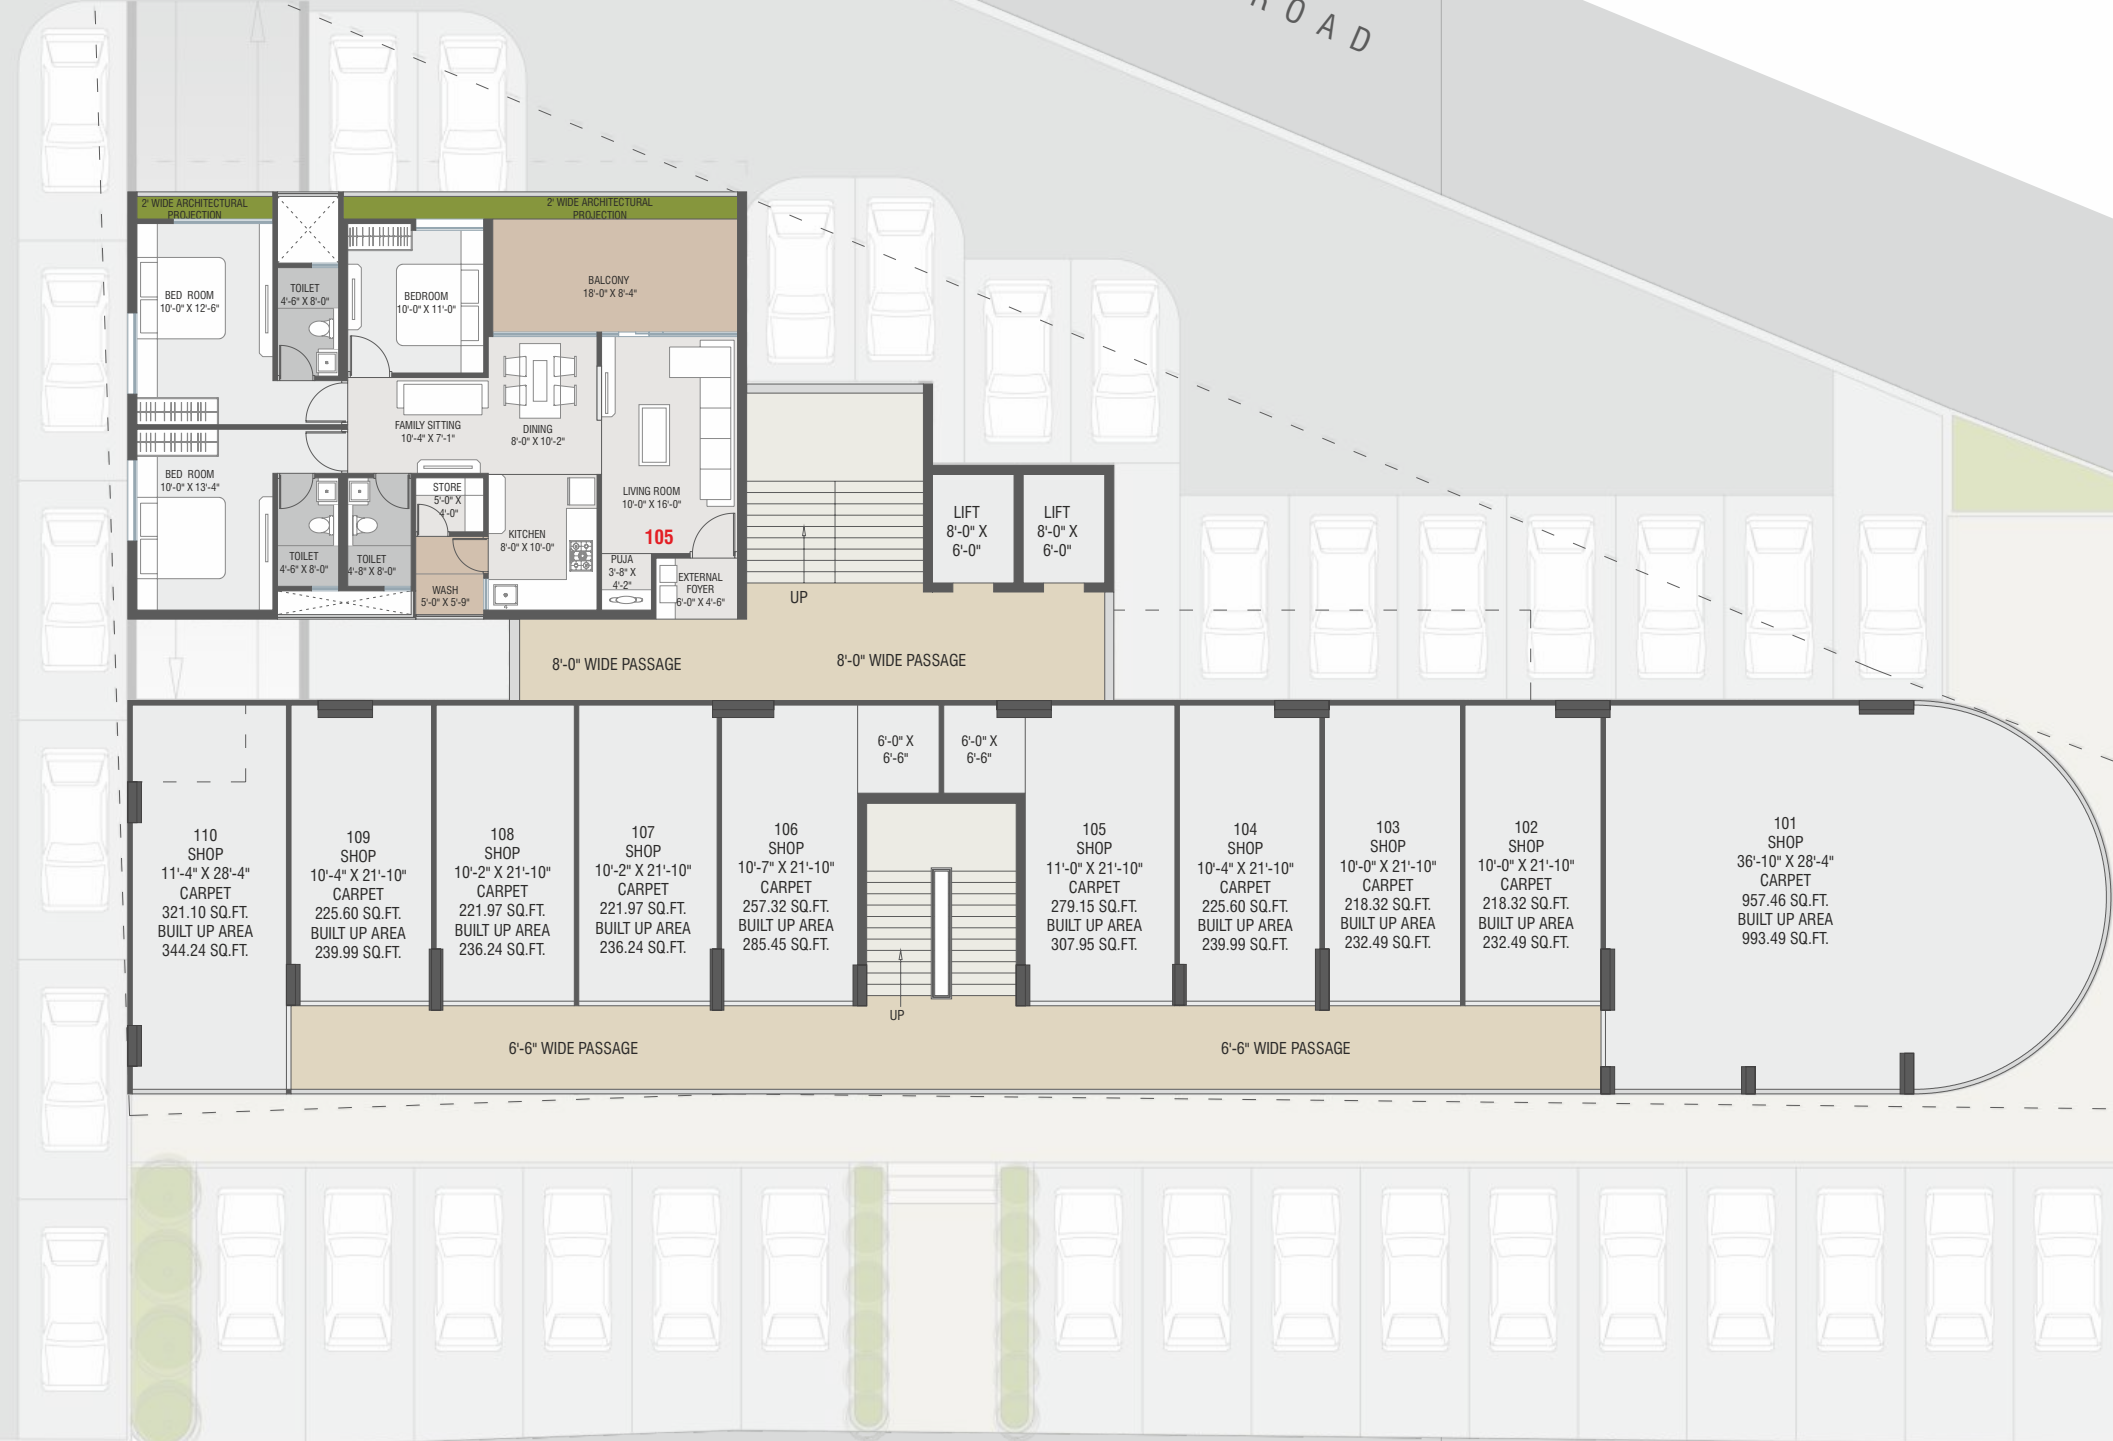 ROAD
2' WIDE ARCHITECTURAL
PROJECTION
2' WIDE ARCHITECTURAL
PROJECTION
BED ROOM
10'-0" X 12'-6"
TOILET
4'-6" X 8'-0"
BEDROOM
10'-0" X 11'-0"
BALCONY
18'-0" X 8'-4"
FAMILY SITTING
10'-4" X 7'-1"
DINING
8'-0" X 10'-2"
BED ROOM
10'-0" X 13'-4"
STORE
5'-0" X
4'-0"
LIVING ROOM
10'-0" X 16'-0"
105
KITCHEN
8'-0" X 10'-0"
TOILET
4'-6" X 8'-0"
TOILET
4'-8" X 8'-0"
WASH
5'-0" X 5'-9"
PUJA
3'-8" X
4'-2"
EXTERNAL
FOYER
6'-0" X 4'-6"
LIFT
8'-0" X
6'-0"
LIFT
8'-0" X
6'-0"
UP
8'-0" WIDE PASSAGE
8'-0" WIDE PASSAGE
6'-0" X
6'-6"
6'-0" X
6'-6"
110
SHOP
11'-4" X 28'-4"
CARPET
321.10 SQ.FT.
BUILT UP AREA
344.24 SQ.FT.
109
SHOP
10'-4" X 21'-10"
CARPET
225.60 SQ.FT.
BUILT UP AREA
239.99 SQ.FT.
108
SHOP
10'-2" X 21'-10"
CARPET
221.97 SQ.FT.
BUILT UP AREA
236.24 SQ.FT.
107
SHOP
10'-2" X 21'-10"
CARPET
221.97 SQ.FT.
BUILT UP AREA
236.24 SQ.FT.
106
SHOP
10'-7" X 21'-10"
CARPET
257.32 SQ.FT.
BUILT UP AREA
285.45 SQ.FT.
105
SHOP
11'-0" X 21'-10"
CARPET
279.15 SQ.FT.
BUILT UP AREA
307.95 SQ.FT.
104
SHOP
10'-4" X 21'-10"
CARPET
225.60 SQ.FT.
BUILT UP AREA
239.99 SQ.FT.
103
SHOP
10'-0" X 21'-10"
CARPET
218.32 SQ.FT.
BUILT UP AREA
232.49 SQ.FT.
102
SHOP
10'-0" X 21'-10"
CARPET
218.32 SQ.FT.
BUILT UP AREA
232.49 SQ.FT.
101
SHOP
36'-10" X 28'-4"
CARPET
957.46 SQ.FT.
BUILT UP AREA
993.49 SQ.FT.
UP
6'-6" WIDE PASSAGE
6'-6" WIDE PASSAGE